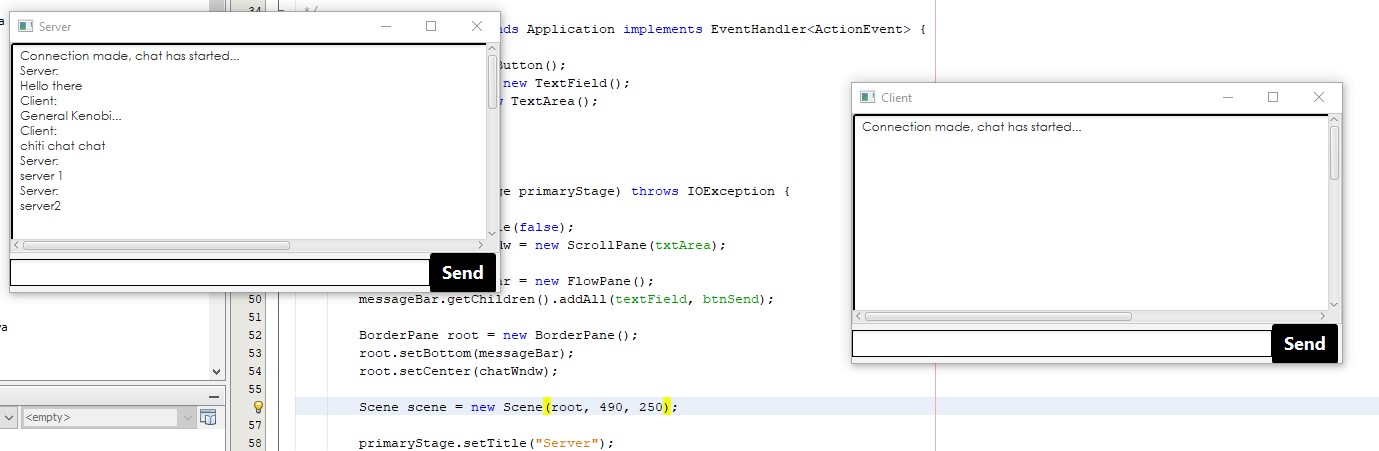 34
*/
Server
nds Application implements EventHandler<ActionEvent> {
Connection made, chat has started...
Server:
Hello there
Client:
General Kenobi...
Client:
chiti chat chat
Server:
server 1
Server:
server2
Send
utton();
new TextField();
TextArea();
primaryStage) throws IOException {
(false);
= new ScrollPane(txtArea);
= new FlowPane();
50 messageBar.getChildren().addAll(textField, btnSend);
51
52 BorderPane root = new BorderPane();
53 root.setBottom(messageBar);
54 root.setCenter(chatWndw);
55
Scene scene = new Scene(root, 490, 250);
57
58 primaryStage.setTitle("Server");
<empty>
Client
Connection made, chat has started...
Send